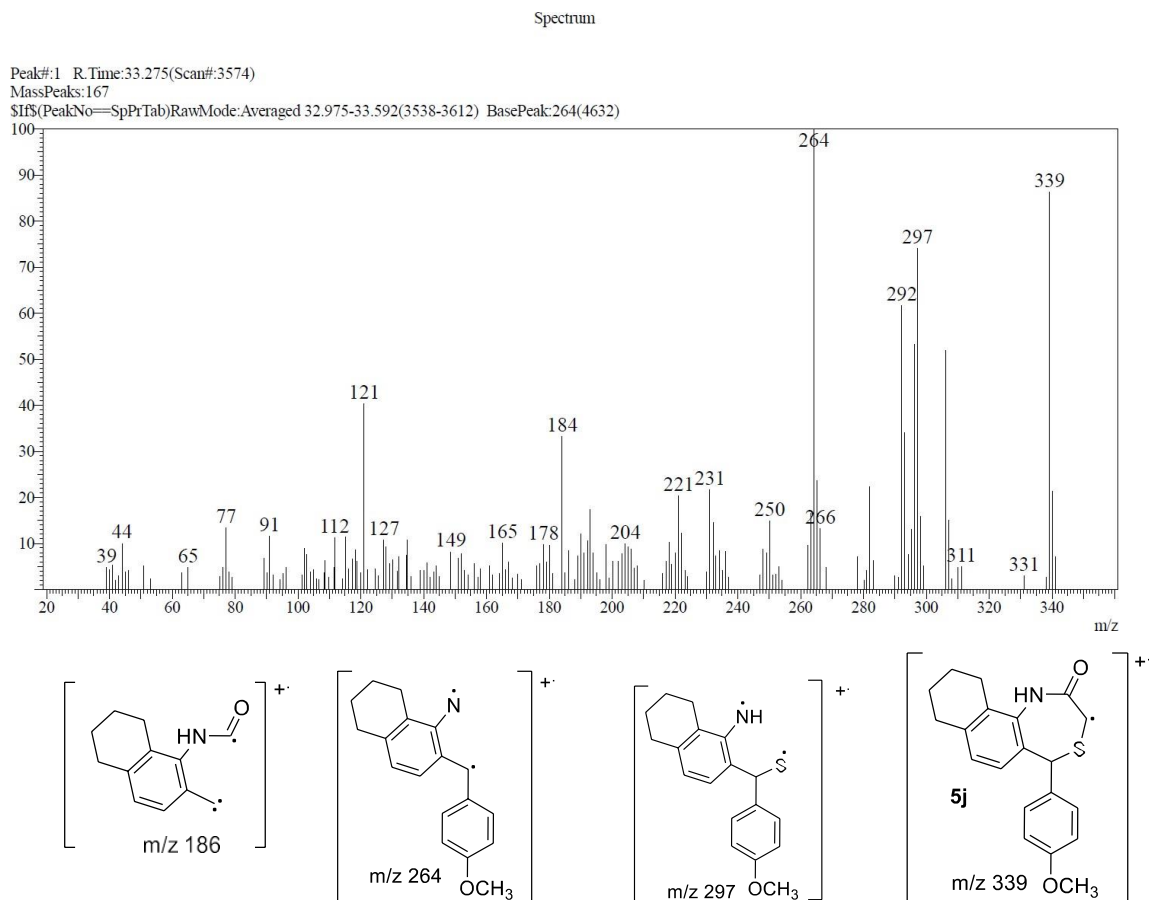 Spectrum
Peak#:1 R.Time:33.275(Scan#:3574)
MassPeaks:167
$If$(PeakNo==SpPrTab)RawMode:Averaged 32.975-33.592(3538-3612) BasePeak:264(4632)
100
90
80
70
60
50
40
30
20
10
39
44
65
77
91
112
121
127
149
165
178
184
204
221
231
250
264
266
292
297
311
331
339
20 40 60 80 100 120 140 160 180 200 220 240 260 280 300 320 340
m/z
+·
O
HN
m/z 186
+·
N
m/z 264
OCH3
+·
NH
S
m/z 297
OCH3
+·
O
HN
S
5j
m/z 339
OCH3